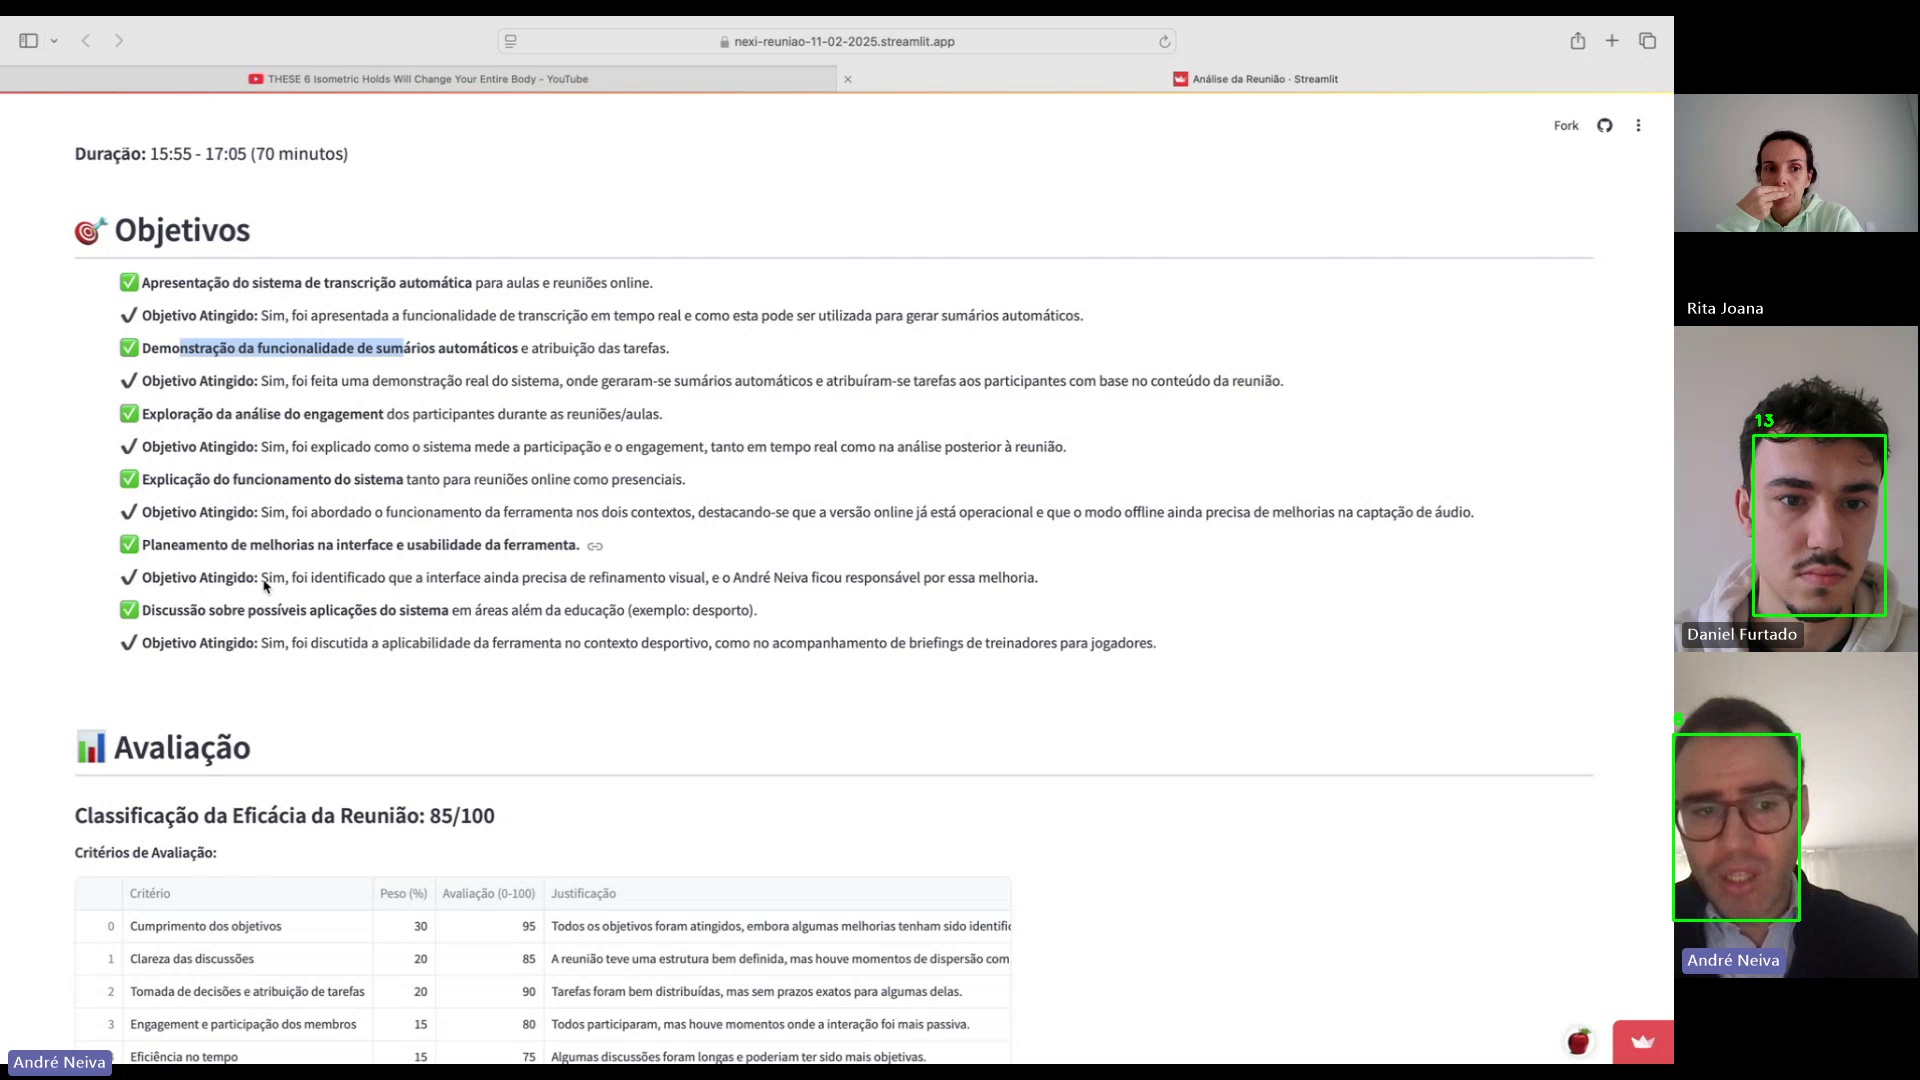 nexi-reuniao-11-02-2025.streamlit.app
THESE 6 Isometric Holds Will Change Your Entire Body - YouTube
Análise da Reunião · Streamlit
Fork
Duração: 15:55 - 17:05 (70 minutos)
Objetivos
Apresentação do sistema de transcrição automática para aulas e reuniões online.
Objetivo Atingido: Sim, foi apresentada a funcionalidade de transcrição em tempo real e como esta pode ser utilizada para gerar sumários automáticos.
Demonstração da funcionalidade de sumários automáticos e atribuição das tarefas.
Objetivo Atingido: Sim, foi feita uma demonstração real do sistema, onde geraram-se sumários automáticos e atribuíram-se tarefas aos participantes com base no conteúdo da reunião.
Exploração da análise do engagement dos participantes durante as reuniões/aulas.
Objetivo Atingido: Sim, foi explicado como o sistema mede a participação e o engagement, tanto em tempo real como na análise posterior à reunião.
Explicação do funcionamento do sistema tanto para reuniões online como presenciais.
Objetivo Atingido: Sim, foi abordado o funcionamento da ferramenta nos dois contextos, destacando-se que a versão online já está operacional e que o modo offline ainda precisa de melhorias na captação de áudio.
Planeamento de melhorias na interface e usabilidade da ferramenta.
Objetivo Atingido: Sim, foi identificado que a interface ainda precisa de refinamento visual, e o André Neiva ficou responsável por essa melhoria.
Discussão sobre possíveis aplicações do sistema em áreas além da educação (exemplo: desporto).
Objetivo Atingido: Sim, foi discutida a aplicabilidade da ferramenta no contexto desportivo, como no acompanhamento de briefings de treinadores para jogadores.
Avaliação
Classificação da Eficácia da Reunião: 85/100
Critérios de Avaliação:
Critério Peso (%) Avaliação (0-100) Justificação
0 Cumprimento dos objetivos 30 95 Todos os objetivos foram atingidos, embora algumas melhorias tenham sido identific
1 Clareza das discussões 20 85 A reunião teve uma estrutura bem definida, mas houve momentos de dispersão com
2 Tomada de decisões e atribuição de tarefas 20 90 Tarefas foram bem distribuídas, mas sem prazos exatos para algumas delas.
3 Engagement e participação dos membros 15 80 Todos participaram, mas houve momentos onde a interação foi mais passiva.
Eficiência no tempo 15 75 Algumas discussões foram longas e poderiam ter sido mais objetivas.
André Neiva
Rita Joana
13
Daniel Furtado
André Neiva